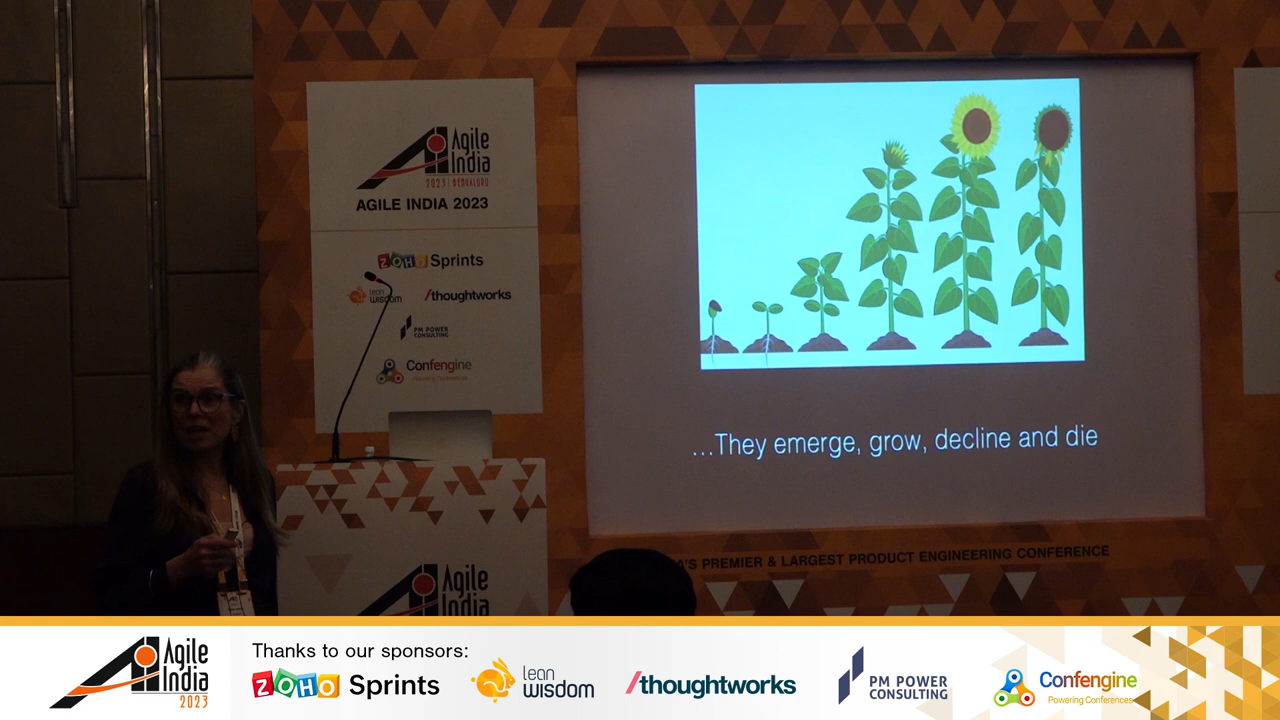 Agile
India
2023 | BENGALURU
AGILE INDIA 2023
ZOHO Sprints
lean
wisdom
/thoughtworks
PM POWER
CONSULTING
Confengine
Powering Conferences
...They emerge, grow, decline and die
'S PREMIER & LARGEST PRODUCT ENGINEERING CONFERENCE
Agile
India
Agile
India
2023
Thanks to our sponsors:
ZOHO Sprints
lean
wisdom
/thoughtworks
PM POWER
CONSULTING
Confengine
Powering Conferences